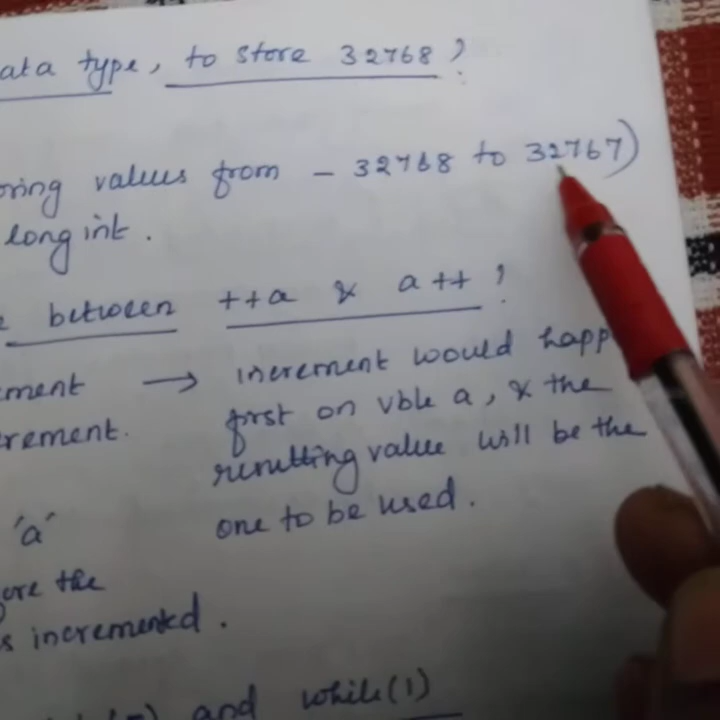 ata type, to store 32768?
oring values from - 32768 to 32767)
long int.
e between ++a & a++?
ment → increment would happ
rement. first on vble a, & the
resulting value will be the
'a' one to be used.
ore the
s incremented.
and while(1)